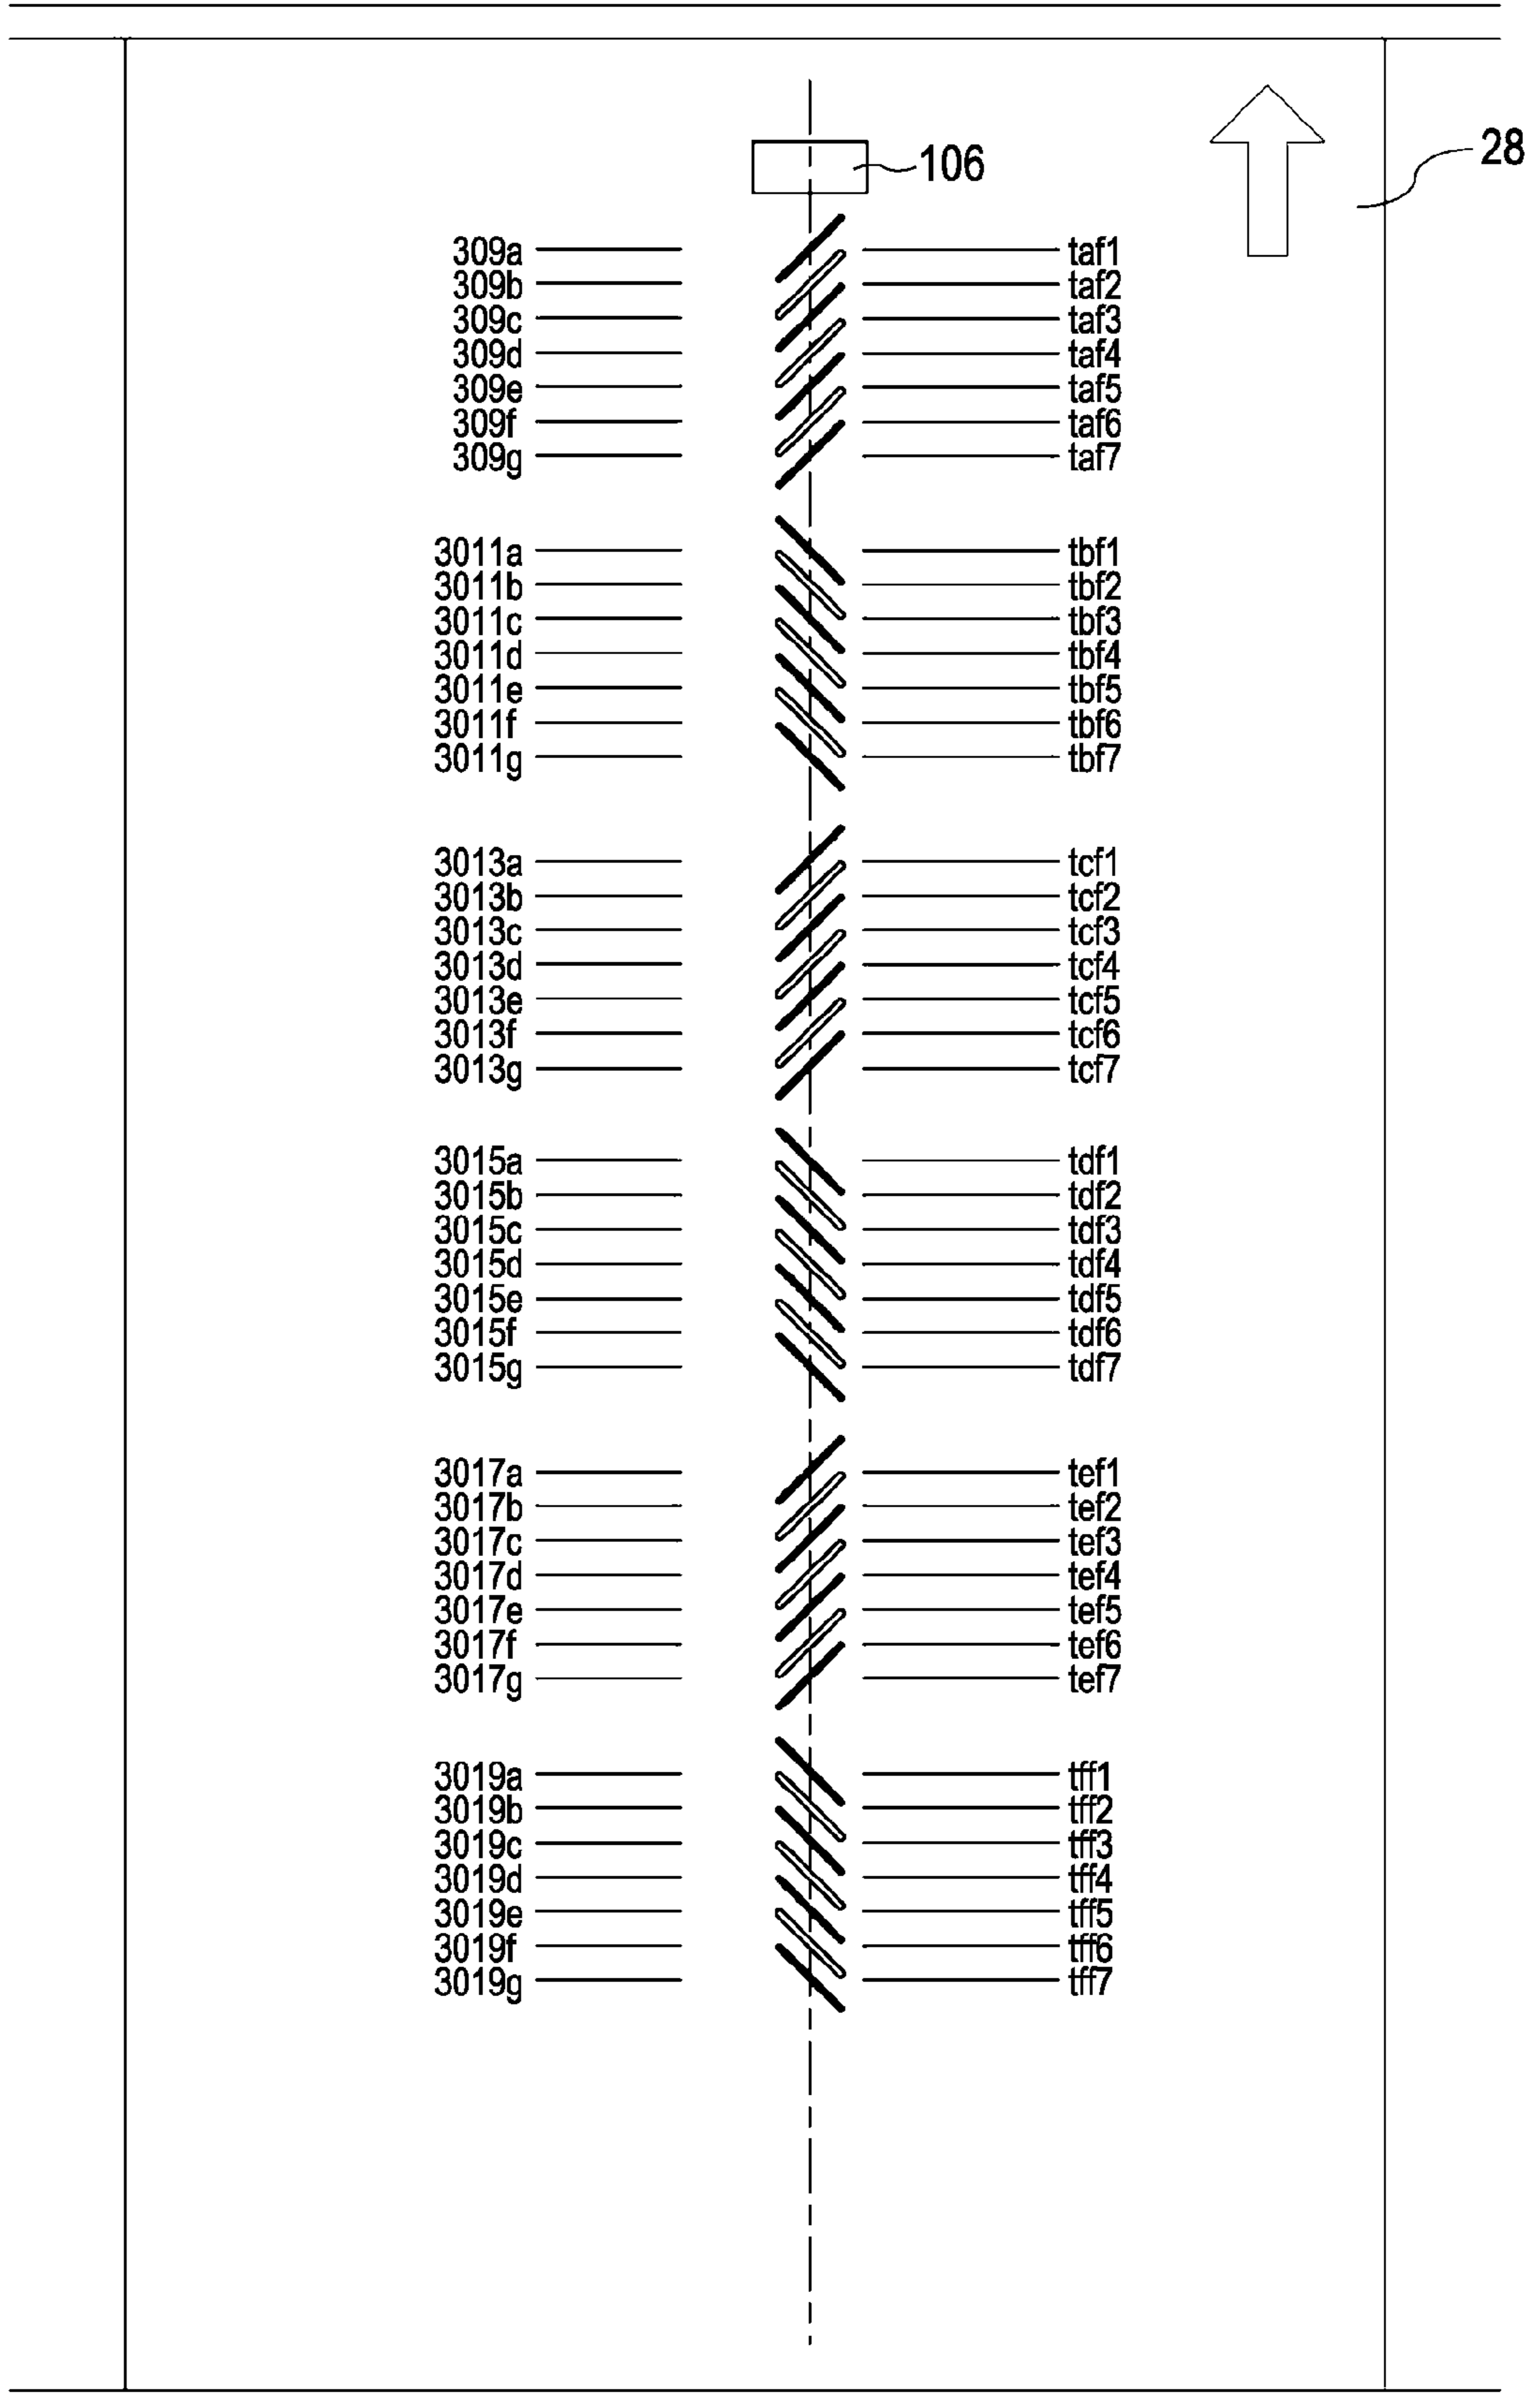 28
106
309a taf1
309b taf2
309c taf3
309d taf4
309e taf5
309f taf6
309g taf7
3011a tbf1
3011b tbf2
3011c tbf3
3011d tbf4
3011e tbf5
3011f tbf6
3011g tbf7
3013a tcf1
3013b tcf2
3013c tcf3
3013d tcf4
3013e tcf5
3013f tcf6
3013g tcf7
3015a tdf1
3015b tdf2
3015c tdf3
3015d tdf4
3015e tdf5
3015f tdf6
3015g tdf7
3017a tef1
3017b tef2
3017c tef3
3017d tef4
3017e tef5
3017f tef6
3017g tef7
3019a tff1
3019b tff2
3019c tff3
3019d tff4
3019e tff5
3019f tff6
3019g tff7